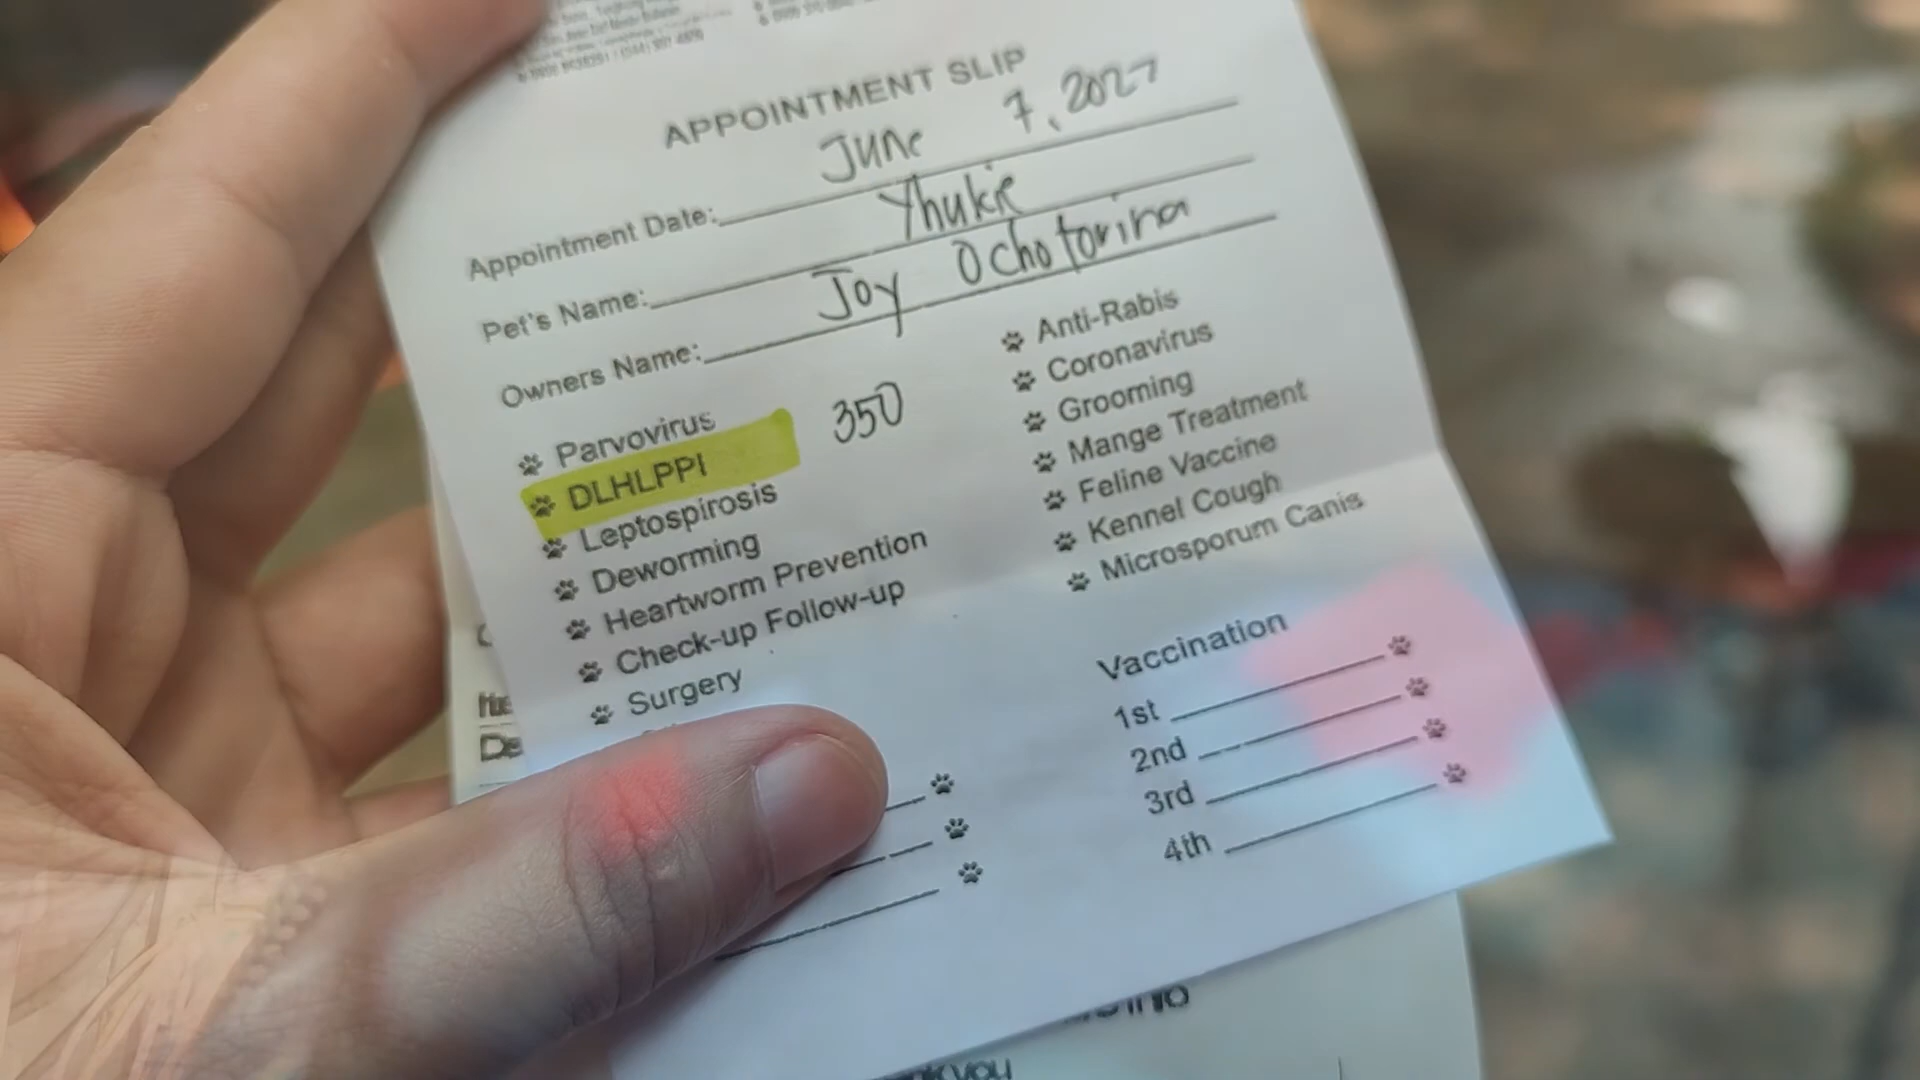 APPOINTMENT SLIP
Appointment Date: June 7, 2027
Pet's Name: Yhukie
Owners Name: Joy Ochotorina
Parvovirus
DLHLPPI 350
Leptospirosis
Deworming
Heartworm Prevention
Check-up Follow-up
Surgery
Anti-Rabis
Coronavirus
Grooming
Mange Treatment
Feline Vaccine
Kennel Cough
Microsporum Canis
Vaccination
1st
2nd
3rd
4th